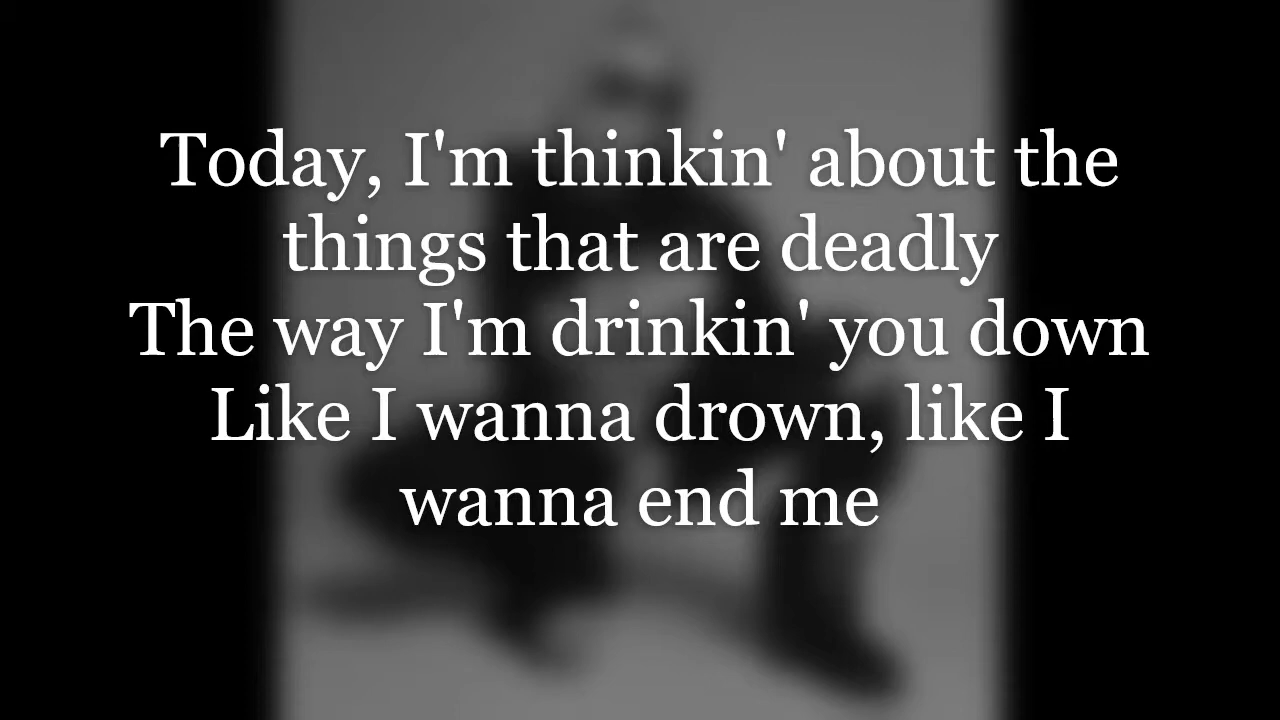 Today, I'm thinkin' about the
things that are deadly
The way I'm drinkin' you down
Like I wanna drown, like I
wanna end me